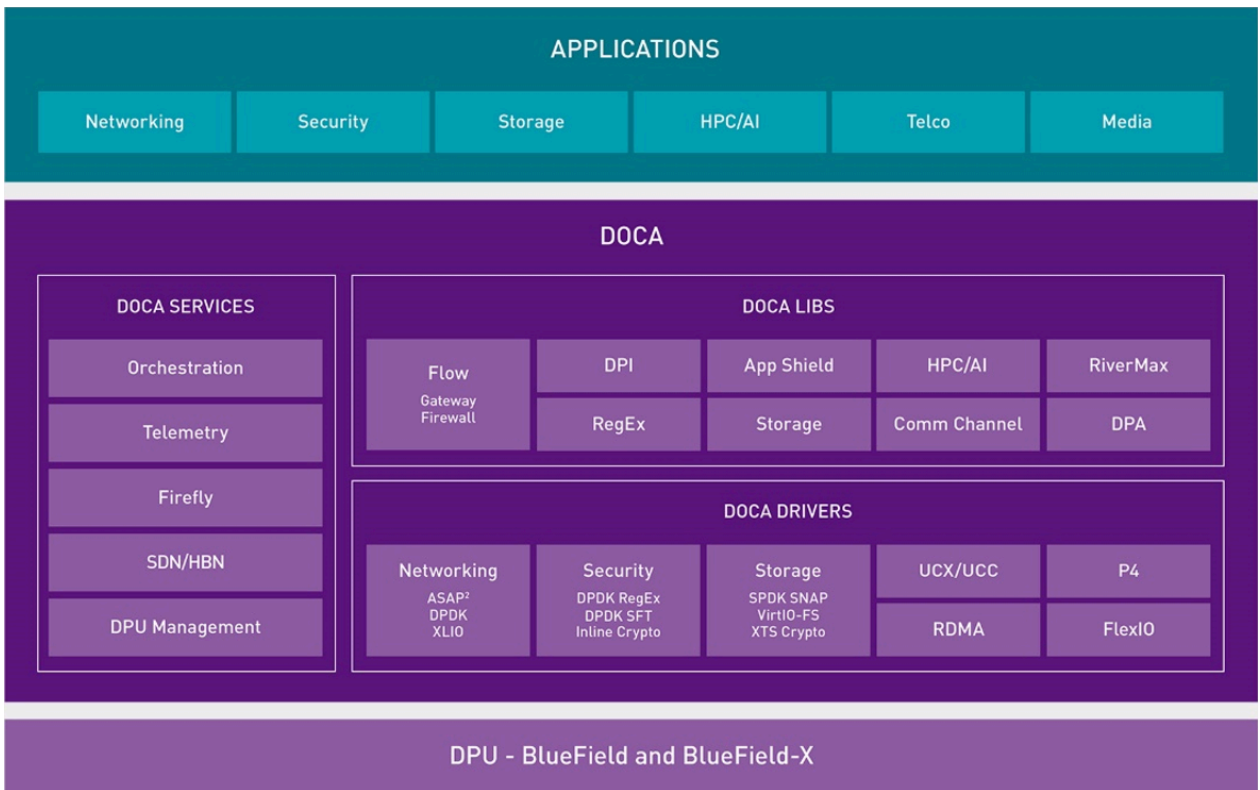 APPLICATIONS
Networking
Security
Storage
HPC/AI
Telco
Media
DOCA
DOCA SERVICES
Orchestration
Telemetry
Firefly
SDN/HBN
DPU Management
DOCA LIBS
Flow
Gateway
Firewall
DPI
App Shield
HPC/AI
RiverMax
RegEx
Storage
Comm Channel
DPA
DOCA DRIVERS
Networking
ASAP²
DPDK
XLIO
Security
DPDK RegEx
DPDK SFT
Inline Crypto
Storage
SPDK SNAP
VirtIO-FS
XTS Crypto
UCX/UCC
P4
RDMA
FlexIO
DPU - BlueField and BlueField-X